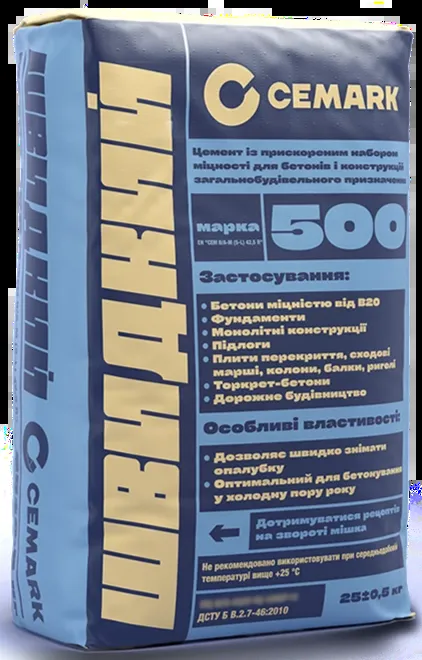 CEMARK
ШВИДКИЙ
Цемент із прискореним набором
міцності для бетонів і конструкцій
загальнобудівельного призначення
марка
500
Застосування:
• Бетони міцністю від В20
• Фундаменти
• Монолітні конструкції
• Підлоги
• Плити перекриття, сходові
марші, колони, балки, ригелі
• Торкрет-бетони
• Дорожнє будівництво
Особливі властивості:
• Дозволяє швидко знімати
опалубку
• Оптимальний для бетонування
у холодну пору року
Дотримуватися рецептів
на звороті мішка
Не рекомендовано використовувати при середньодобовій
температурі вище +25 °С
ДСТУ Б В.2.7-46:2010
25±0,5 кг
ШВИДКИЙ
CEMARK